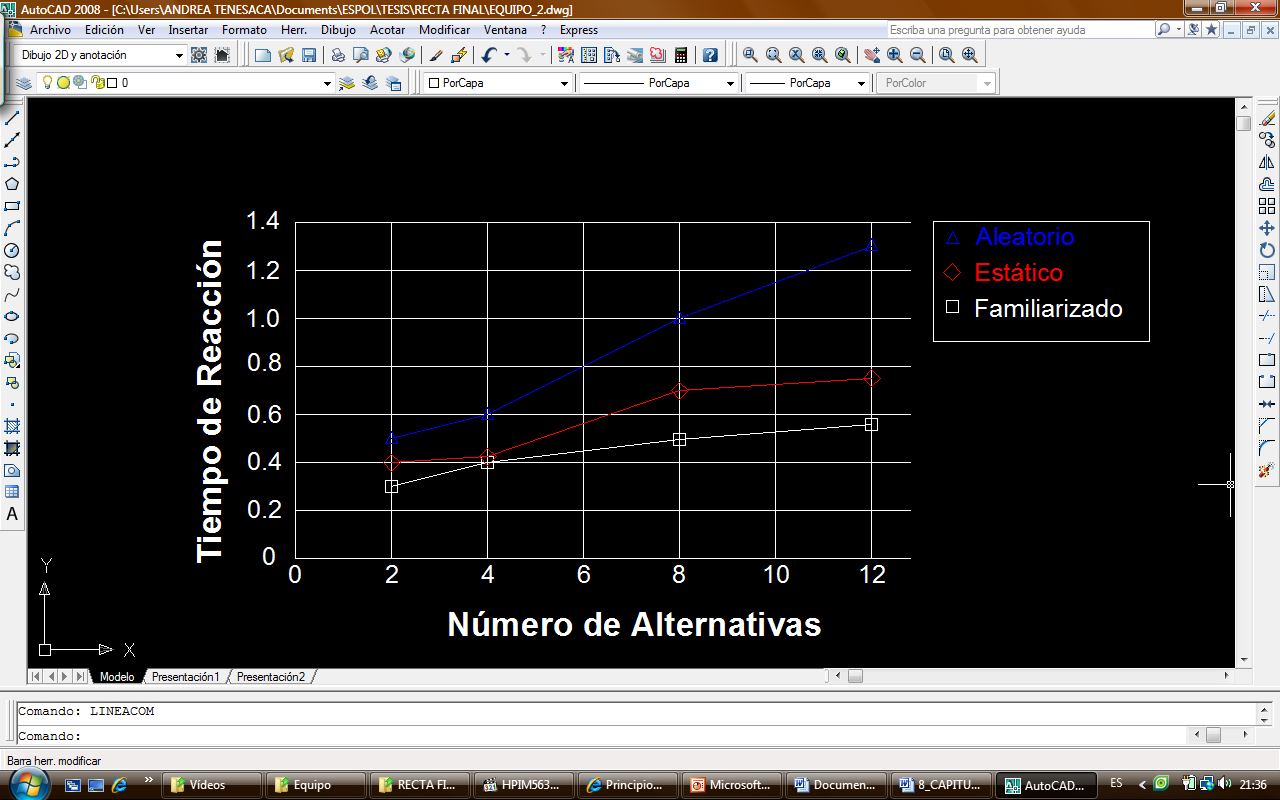 AutoCAD 2008 - [C:\Users\ANDREA TENESACA\Documents\ESPOL\TESIS\RECTA FINAL\EQUIPO_2.dwg]
Archivo Edición Ver Insertar Formato Herr. Dibujo Acotar Modificar Ventana ? Express
Escriba una pregunta para obtener ayuda
Dibujo 2D y anotación
0 PorCapa PorCapa PorCapa PorColor
Tiempo de Reacción
1.4
1.2
1.0
0.8
0.6
0.4
0.2
0
0 2 4 6 8 10 12
Número de Alternativas
Aleatorio
Estático
Familiarizado
A
Y
X
Modelo Presentación1 Presentación2
Comando: LINEACOM
Comando:
Barra herr. modificar
Vídeos Equipo RECTA FI... HPIM563... Principio... Microsoft... Documen... 8_CAPITU... AutoCAD... ES 21:36